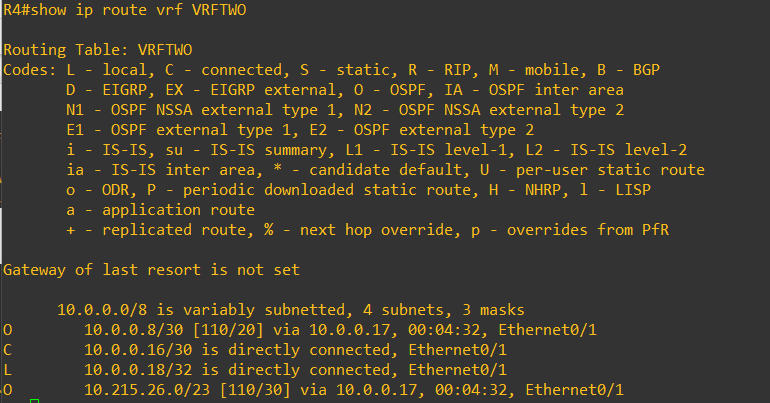 R4#show ip route vrf VRFTWO
Routing Table: VRFTWO
Codes: L - local, C - connected, S - static, R - RIP, M - mobile, B - BGP
D - EIGRP, EX - EIGRP external, O - OSPF, IA - OSPF inter area
N1 - OSPF NSSA external type 1, N2 - OSPF NSSA external type 2
E1 - OSPF external type 1, E2 - OSPF external type 2
i - IS-IS, su - IS-IS summary, L1 - IS-IS level-1, L2 - IS-IS level-2
ia - IS-IS inter area, * - candidate default, U - per-user static route
o - ODR, P - periodic downloaded static route, H - NHRP, l - LISP
a - application route
+ - replicated route, % - next hop override, p - overrides from PfR
Gateway of last resort is not set
10.0.0.0/8 is variably subnetted, 4 subnets, 3 masks
O 10.0.0.8/30 [110/20] via 10.0.0.17, 00:04:32, Ethernet0/1
C 10.0.0.16/30 is directly connected, Ethernet0/1
L 10.0.0.18/32 is directly connected, Ethernet0/1
O 10.215.26.0/23 [110/30] via 10.0.0.17, 00:04:32, Ethernet0/1